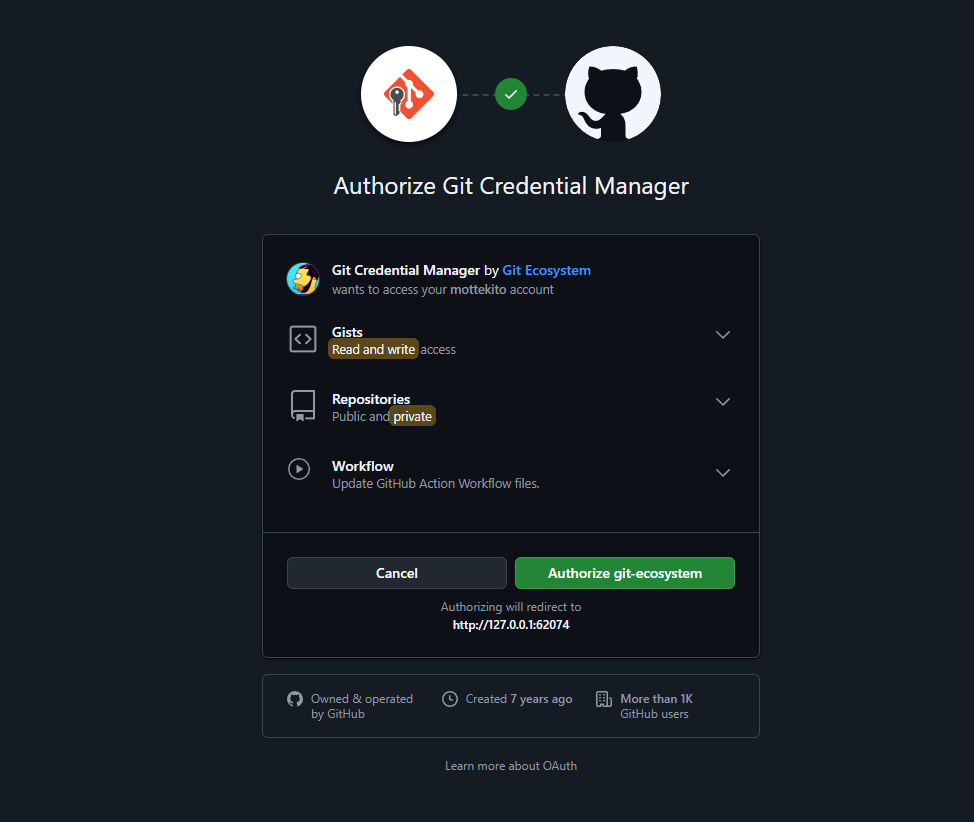 Authorize Git Credential Manager
Git Credential Manager by Git Ecosystem
wants to access your mottekito account
Gists
Read and write access
Repositories
Public and private
Workflow
Update GitHub Action Workflow files.
Cancel
Authorize git-ecosystem
Authorizing will redirect to
http://127.0.0.1:62074
Owned & operated
by GitHub
Created 7 years ago
More than 1K
GitHub users
Learn more about OAuth